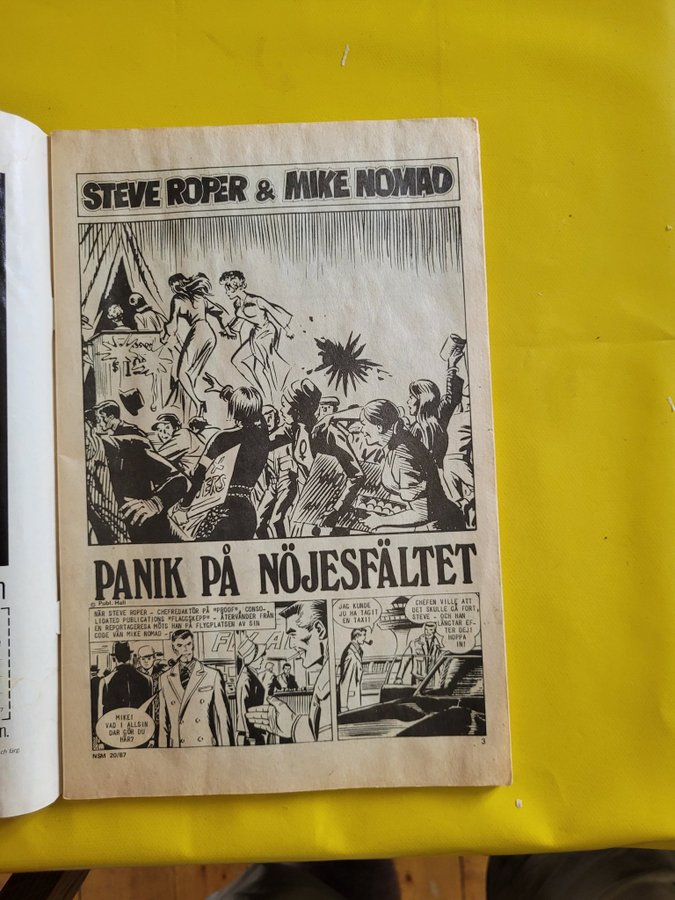 STEVE ROPER & MIKE NOMAD
PANIK PÅ NÖJESFÄLTET
© Publ. Hall
NÄR STEVE ROPER - CHEFREDAKTÖR PÅ "PROOF", CONSO-
LIDATED PUBLICATIONS "FLAGGSKEPP" - ÅTERVÄNDER FRÅN
EN REPORTAGERESA MÖTS HAN PÅ FLYGPLATSEN AV SIN
GODE VÄN MIKE NOMAD -
MIKE!
VAD I ALLSIN
DAR GÖR DU
HÄR?
JAG KUNDE
JU HA TAGIT
EN TAXI!
CHEFEN VILLE ATT
DET SKULLE GÅ FORT,
STEVE - OCH HAN
LÄNGTAR EF-
TER DEJ!
HOPPA
IN!
NSM 20/87
3